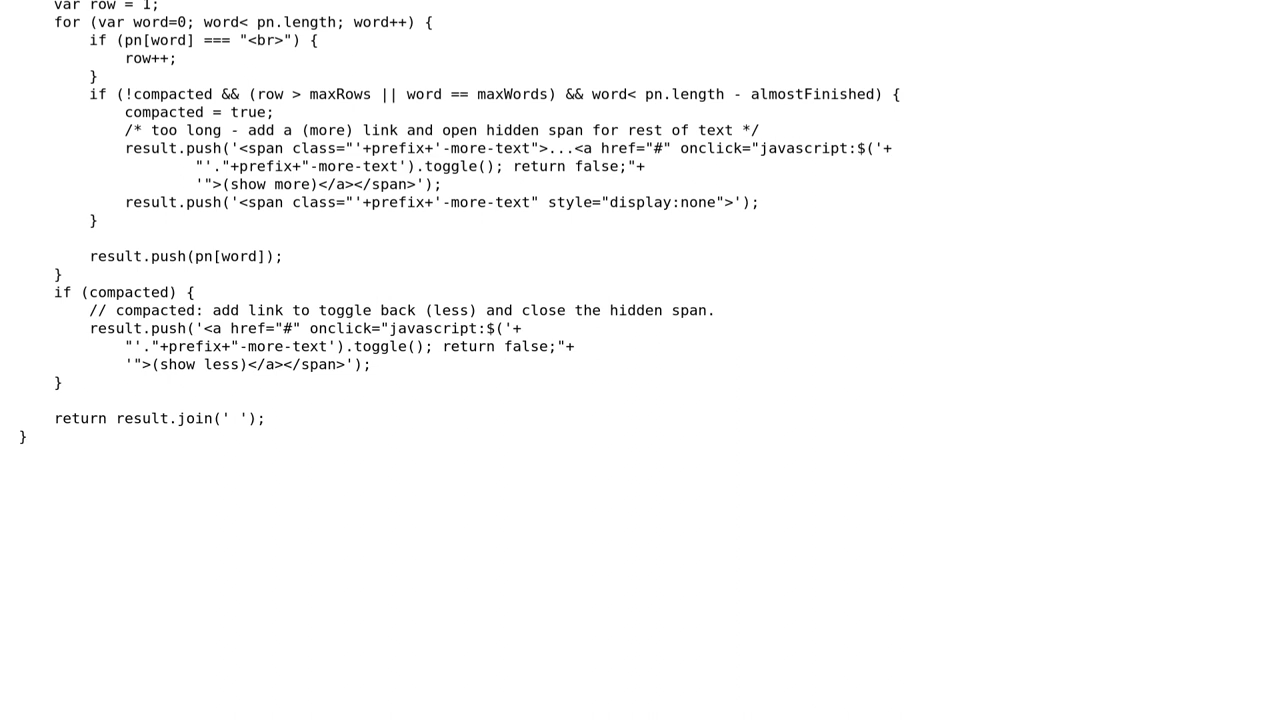 var row = 1;
    for (var word=0; word< pn.length; word++) {
        if (pn[word] === "<br>") {
            row++;
        }
        if (!compacted && (row > maxRows || word == maxWords) && word< pn.length - almostFinished) {
            compacted = true;
            /* too long - add a (more) link and open hidden span for rest of text */
            result.push('<span class="'+prefix+'-more-text">...<a href="#" onclick="javascript:$('+
                    "'."+prefix+"-more-text').toggle(); return false;"+
                    '">(show more)</a></span>');
            result.push('<span class="'+prefix+'-more-text" style="display:none">');
        }

        result.push(pn[word]);
    }
    if (compacted) {
        // compacted: add link to toggle back (less) and close the hidden span.
        result.push('<a href="#" onclick="javascript:$('+
            "'."+prefix+"-more-text').toggle(); return false;"+
            '">(show less)</a></span>');
    }

    return result.join(' ');
}